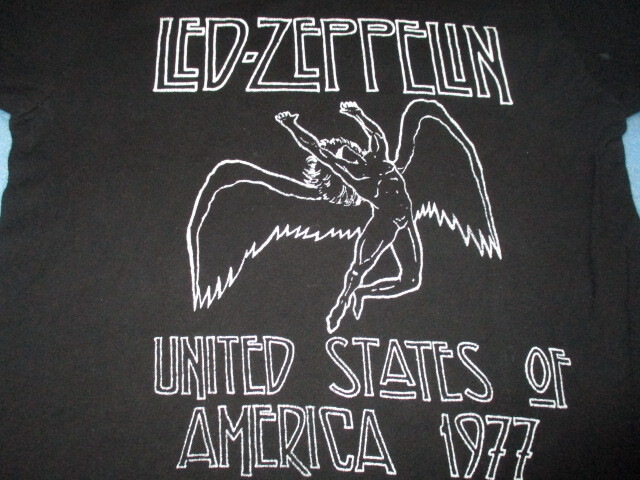 LED-ZEPPELIN
UNITED STATES OF
AMERICA 1977